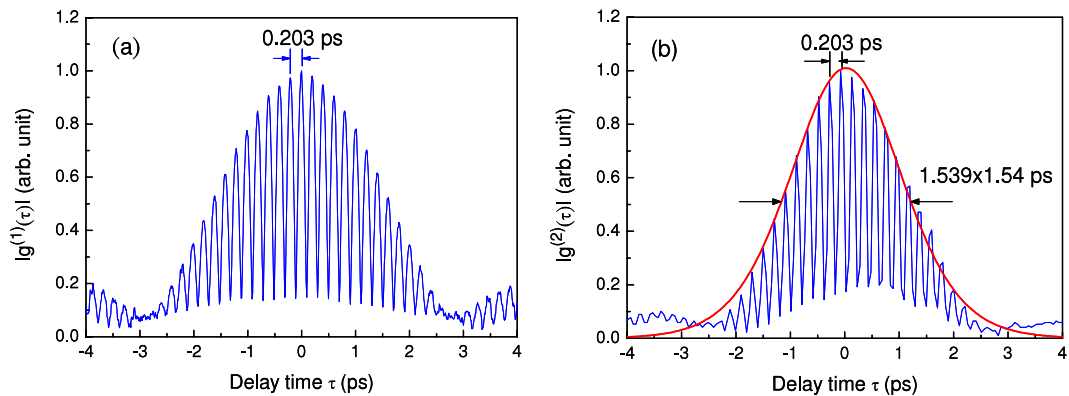 (a)
0.203 ps
|g(1)(τ)| (arb. unit)
1.2
1.0
0.8
0.6
0.4
0.2
0.0
-4 -3 -2 -1 0 1 2 3 4
Delay time τ (ps)
(b)
0.203 ps
1.539x1.54 ps
|g(2)(τ)| (arb. unit)
1.2
1.0
0.8
0.6
0.4
0.2
0.0
-4 -3 -2 -1 0 1 2 3 4
Delay time τ (ps)